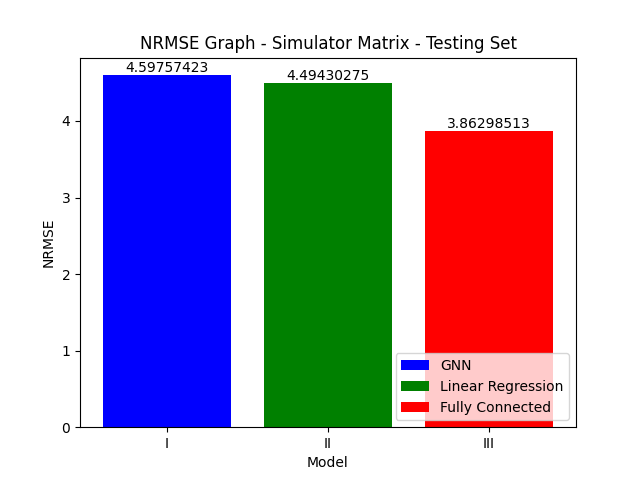 NRMSE Graph - Simulator Matrix - Testing Set
4.59757423
4.49430275
3.86298513
4
3
2
1
0
NRMSE
GNN
Linear Regression
Fully Connected
I
II
III
Model